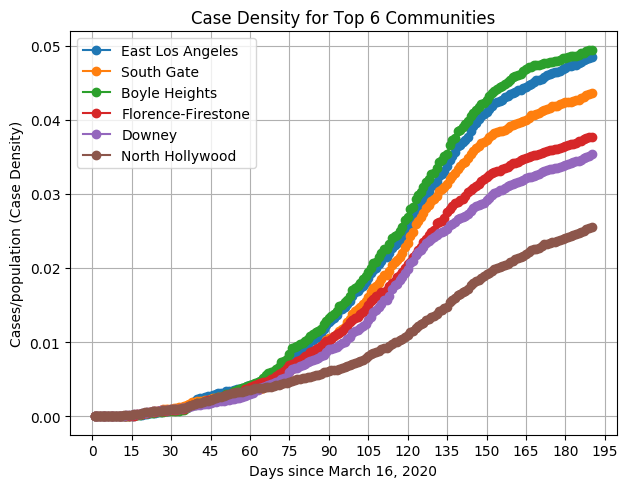 Case Density for Top 6 Communities
East Los Angeles
South Gate
Boyle Heights
Florence-Firestone
Downey
North Hollywood
Cases/population (Case Density)
0.05
0.04
0.03
0.02
0.01
0.00
0 15 30 45 60 75 90 105 120 135 150 165 180 195
Days since March 16, 2020